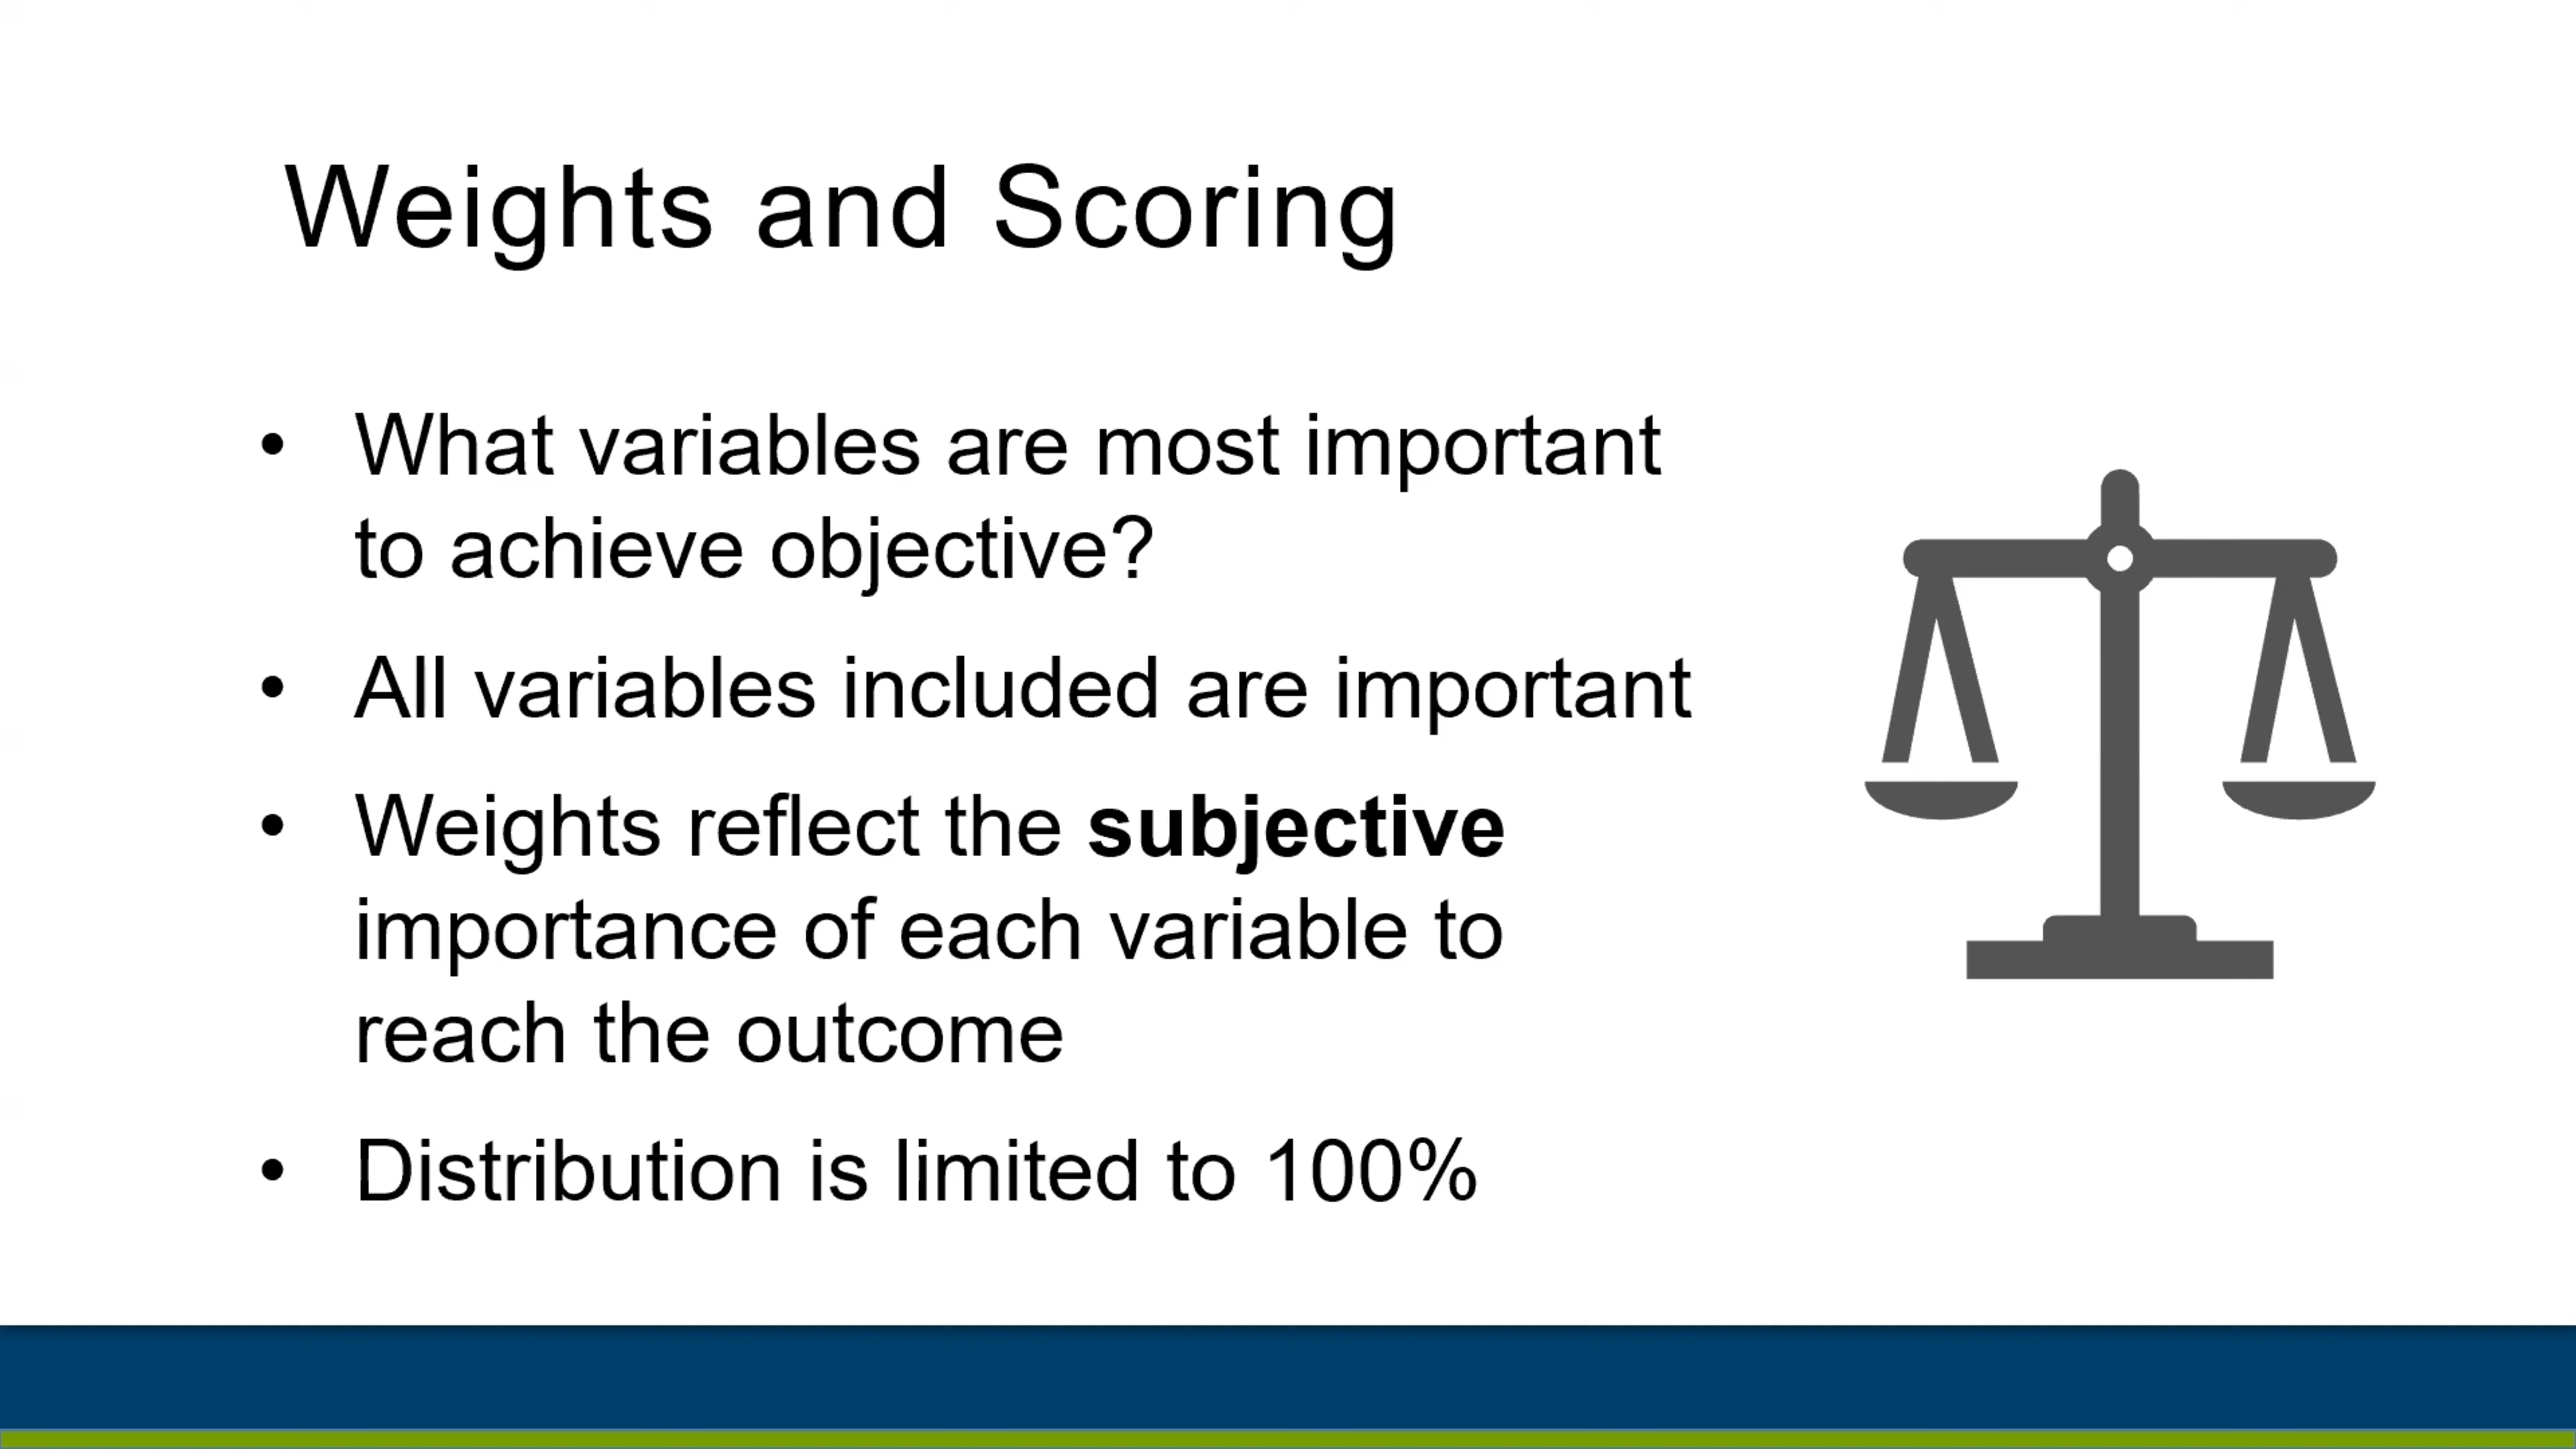 Weights and Scoring
• What variables are most important
to achieve objective?
• All variables included are important
• Weights reflect the subjective
importance of each variable to
reach the outcome
• Distribution is limited to 100%